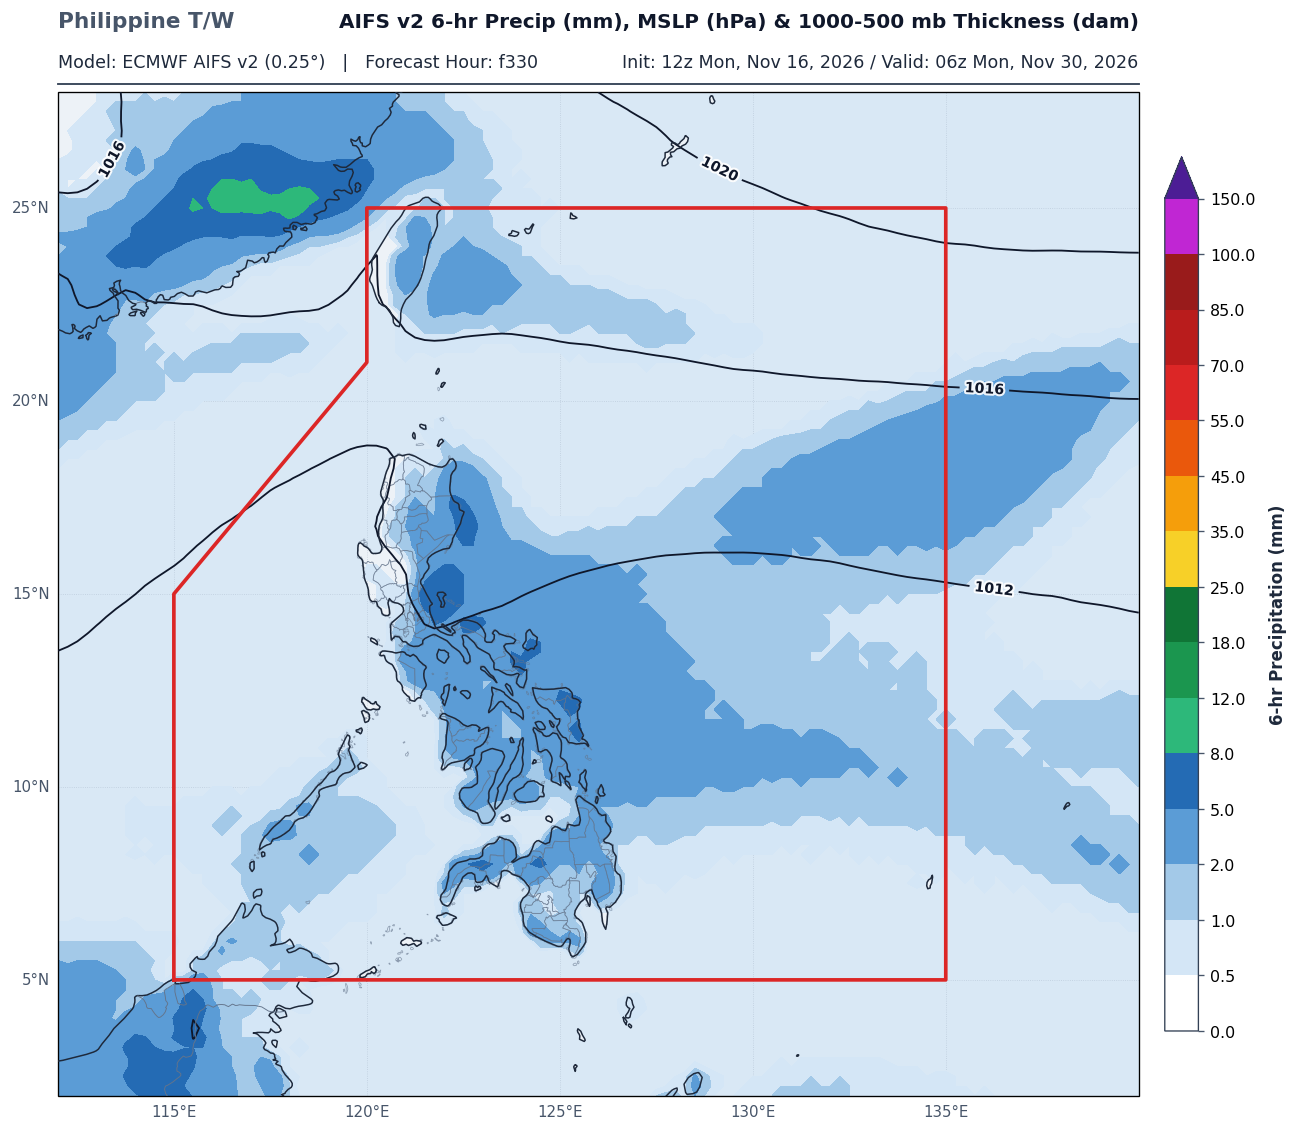 Philippine T/W
AIFS v2 6-hr Precip (mm), MSLP (hPa) & 1000-500 mb Thickness (dam)
Model: ECMWF AIFS v2 (0.25°) | Forecast Hour: f330
Init: 12z Mon, Nov 16, 2026 / Valid: 06z Mon, Nov 30, 2026
1016
1020
1016
1012
25°N
20°N
15°N
10°N
5°N
115°E
120°E
125°E
130°E
135°E
150.0
100.0
85.0
70.0
55.0
45.0
35.0
25.0
18.0
12.0
8.0
5.0
2.0
1.0
0.5
0.0
6-hr Precipitation (mm)